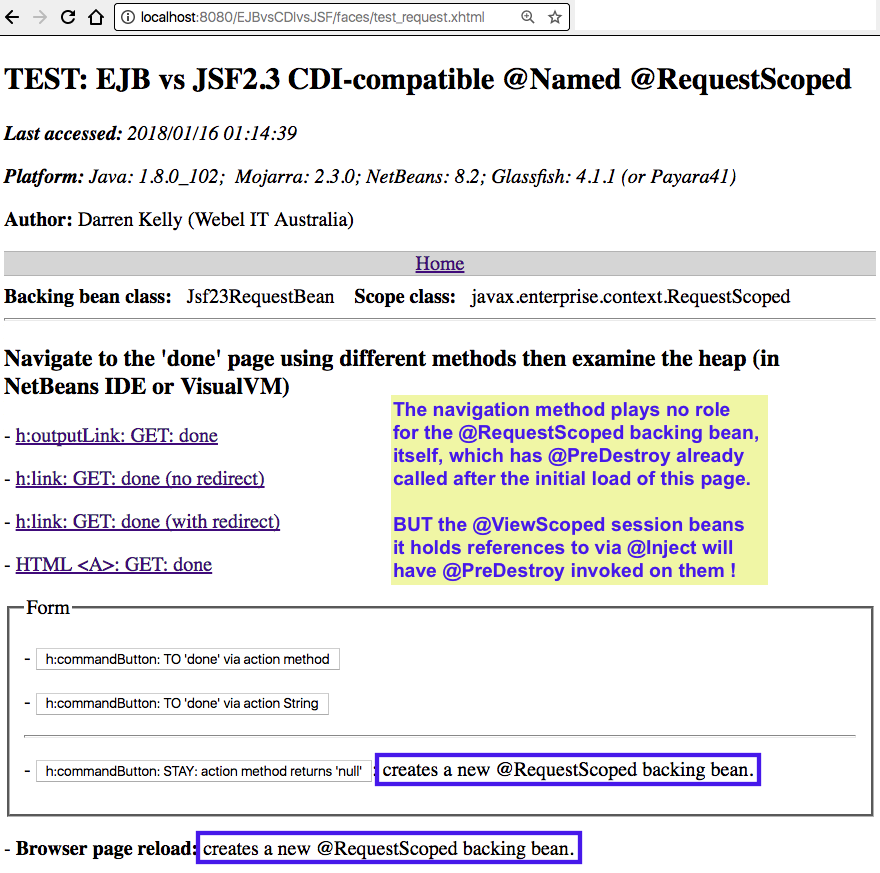 localhost:8080/EJBvsCDIvsJSF/faces/test_request.xhtml
TEST: EJB vs JSF2.3 CDI-compatible @Named @RequestScoped
Last accessed: 2018/01/16 01:14:39
Platform: Java: 1.8.0_102; Mojarra: 2.3.0; NetBeans: 8.2; Glassfish: 4.1.1 (or Payara41)
Author: Darren Kelly (Webel IT Australia)
Home
Backing bean class: Jsf23RequestBean Scope class: javax.enterprise.context.RequestScoped
Navigate to the 'done' page using different methods then examine the heap (in
NetBeans IDE or VisualVM)
- h:outputLink: GET: done
- h:link: GET: done (no redirect)
- h:link: GET: done (with redirect)
- HTML <A>: GET: done
The navigation method plays no role
for the @RequestScoped backing bean,
itself, which has @PreDestroy already
called after the initial load of this page.
BUT the @ViewScoped session beans
it holds references to via @Inject will
have @PreDestroy invoked on them !
Form
- h:commandButton: TO 'done' via action method
- h:commandButton: TO 'done' via action String
- h:commandButton: STAY: action method returns 'null' : creates a new @RequestScoped backing bean.
- Browser page reload: creates a new @RequestScoped backing bean.